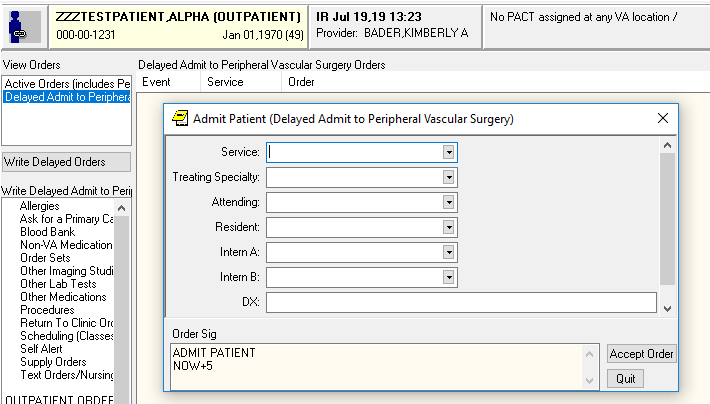 ZZZTESTPATIENT,ALPHA (OUTPATIENT)
000-00-1231 Jan 01,1970 (49)
IR Jul 19,19 13:23
Provider: BADER,KIMBERLY A
No PACT assigned at any VA location /
View Orders
Active Orders (includes Pe
Delayed Admit to Periphera
Write Delayed Orders
Write Delayed Admit to Perip
Allergies
Ask for a Primary Ca
Blood Bank
Non-VA Medication
Order Sets
Other Imaging Studi
Other Lab Tests
Other Medications
Procedures
Return To Clinic Orc
Scheduling (Classes
Self Alert
Supply Orders
Text Orders/Nursing
OUTPATIENT ORDER
Delayed Admit to Peripheral Vascular Surgery Orders
Event Service Order
Admit Patient (Delayed Admit to Peripheral Vascular Surgery)
Service:
Treating Specialty:
Attending:
Resident:
Intern A:
Intern B:
DX:
Order Sig
ADMIT PATIENT
NOW+5
Accept Order
Quit